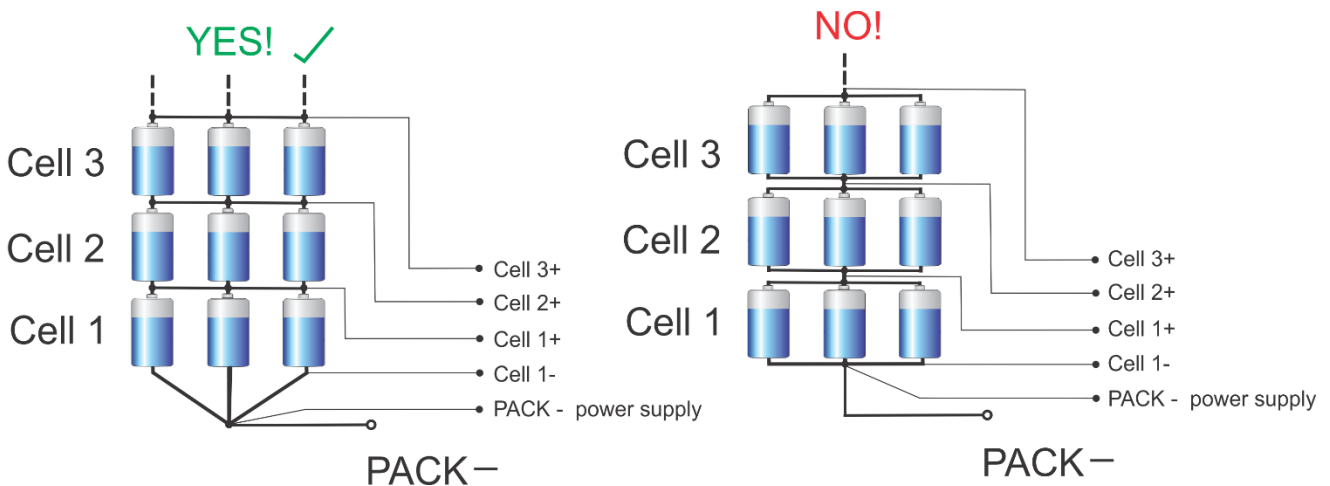 YES!
Cell 3
Cell 2
Cell 1
Cell 3+
Cell 2+
Cell 1+
Cell 1-
PACK - power supply
PACK –
NO!
Cell 3
Cell 2
Cell 1
Cell 3+
Cell 2+
Cell 1+
Cell 1-
PACK - power supply
PACK –